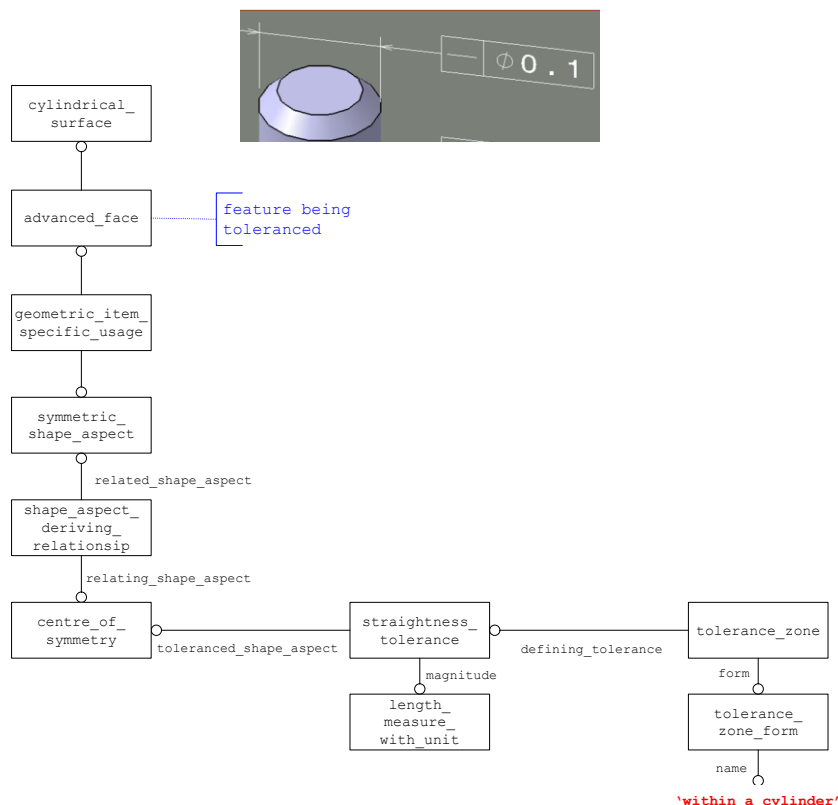 — ⌀0.1
cylindrical_
surface
advanced_face
feature being
toleranced
geometric_item_
specific_usage
symmetric_
shape_aspect
related_shape_aspect
shape_aspect_
deriving_
relationsip
relating_shape_aspect
centre_of_
symmetry
toleranced_shape_aspect
straightness_
tolerance
defining_tolerance
tolerance_zone
magnitude
form
length_
measure_
with_unit
tolerance_
zone_form
name
‘within a cylinder’